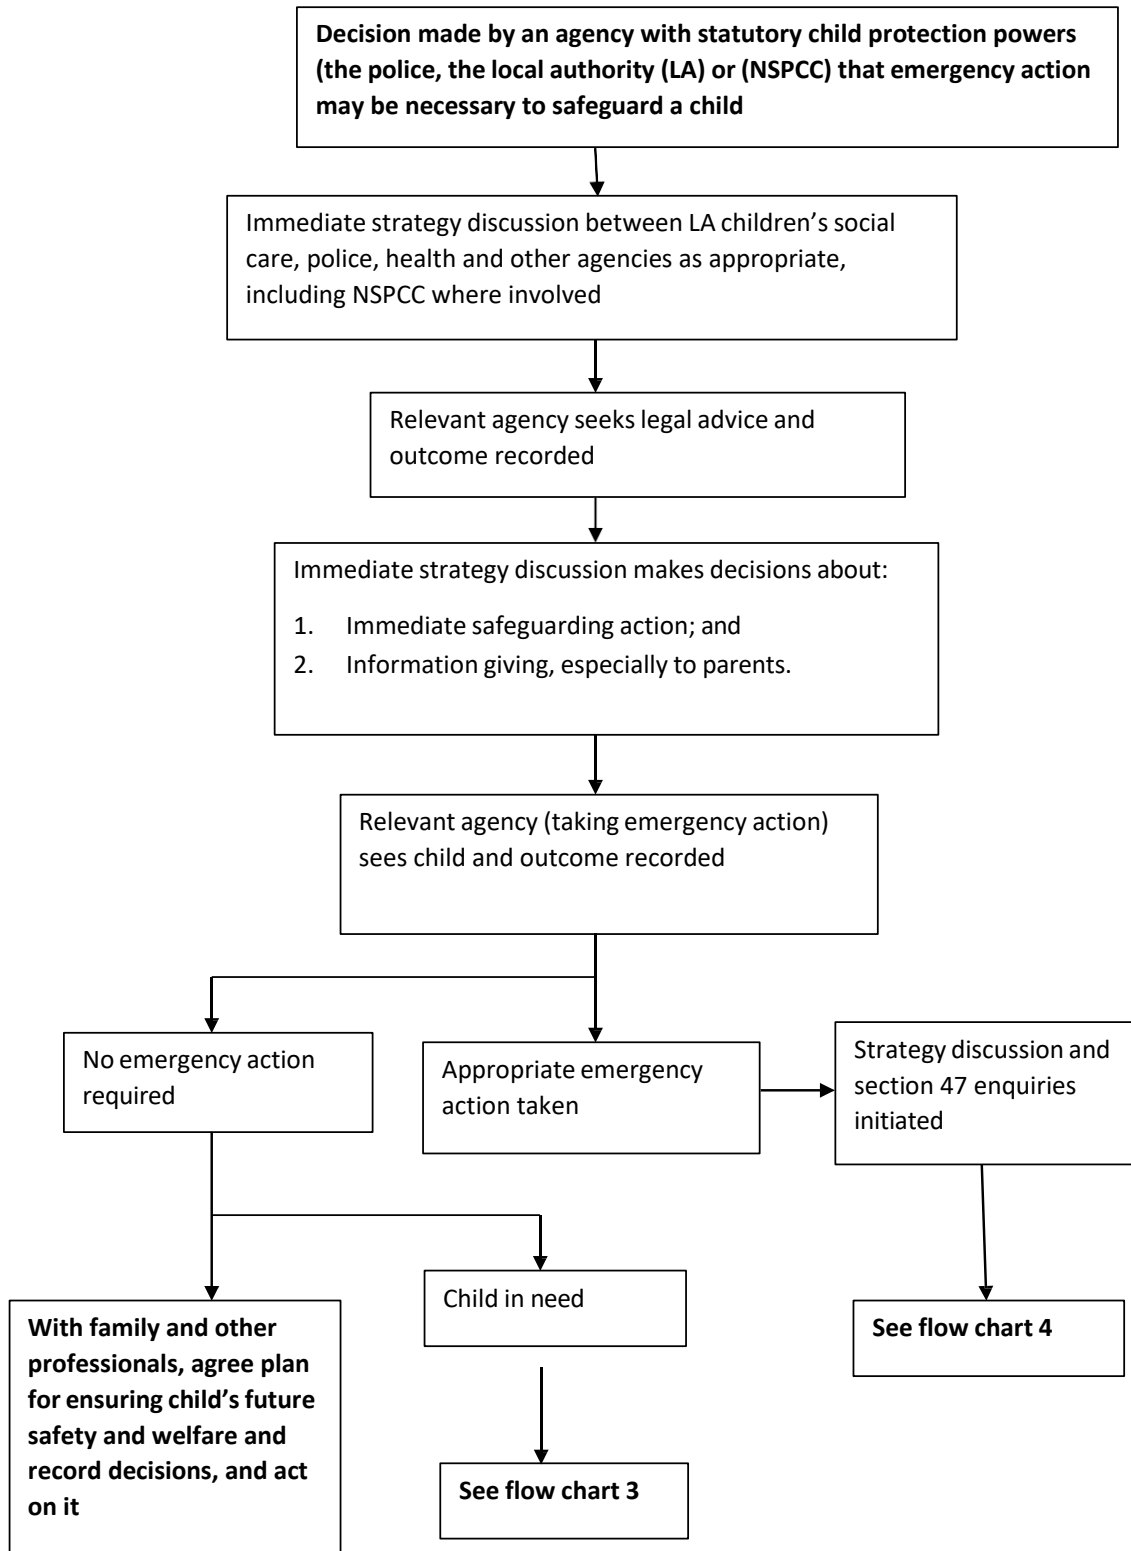 Decision made by an agency with statutory child protection powers
(the police, the local authority (LA) or (NSPCC) that emergency action
may be necessary to safeguard a child
Immediate strategy discussion between LA children’s social
care, police, health and other agencies as appropriate,
including NSPCC where involved
Relevant agency seeks legal advice and
outcome recorded
Immediate strategy discussion makes decisions about:
1. Immediate safeguarding action; and
2. Information giving, especially to parents.
Relevant agency (taking emergency action)
sees child and outcome recorded
No emergency action
required
Appropriate emergency
action taken
Strategy discussion and
section 47 enquiries
initiated
With family and other
professionals, agree plan
for ensuring child’s future
safety and welfare and
record decisions, and act
on it
Child in need
See flow chart 3
See flow chart 4